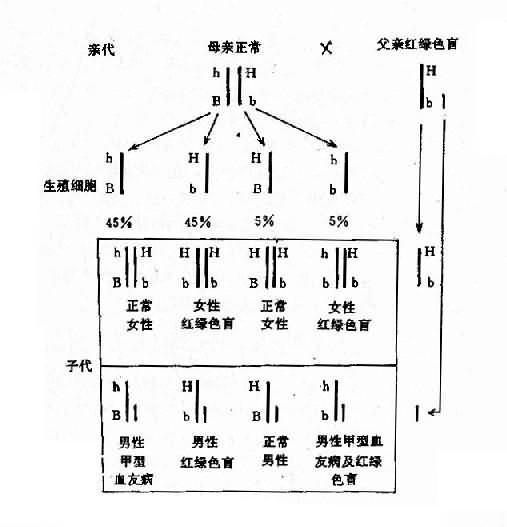 亲代 母亲正常 X 父亲红绿色盲
h H H
B b b
h H H h
生殖细胞
B b B b
45% 45% 5% 5%
h H H H H H h H H
B b b b B b b b b
正常 女性 正常 女性
女性 红绿色盲 女性 红绿色盲
子代
h H H h
B b B b
男性 男性 正常 男性甲型血
甲型 红绿色盲 男性 友病及红绿
血友病 色盲